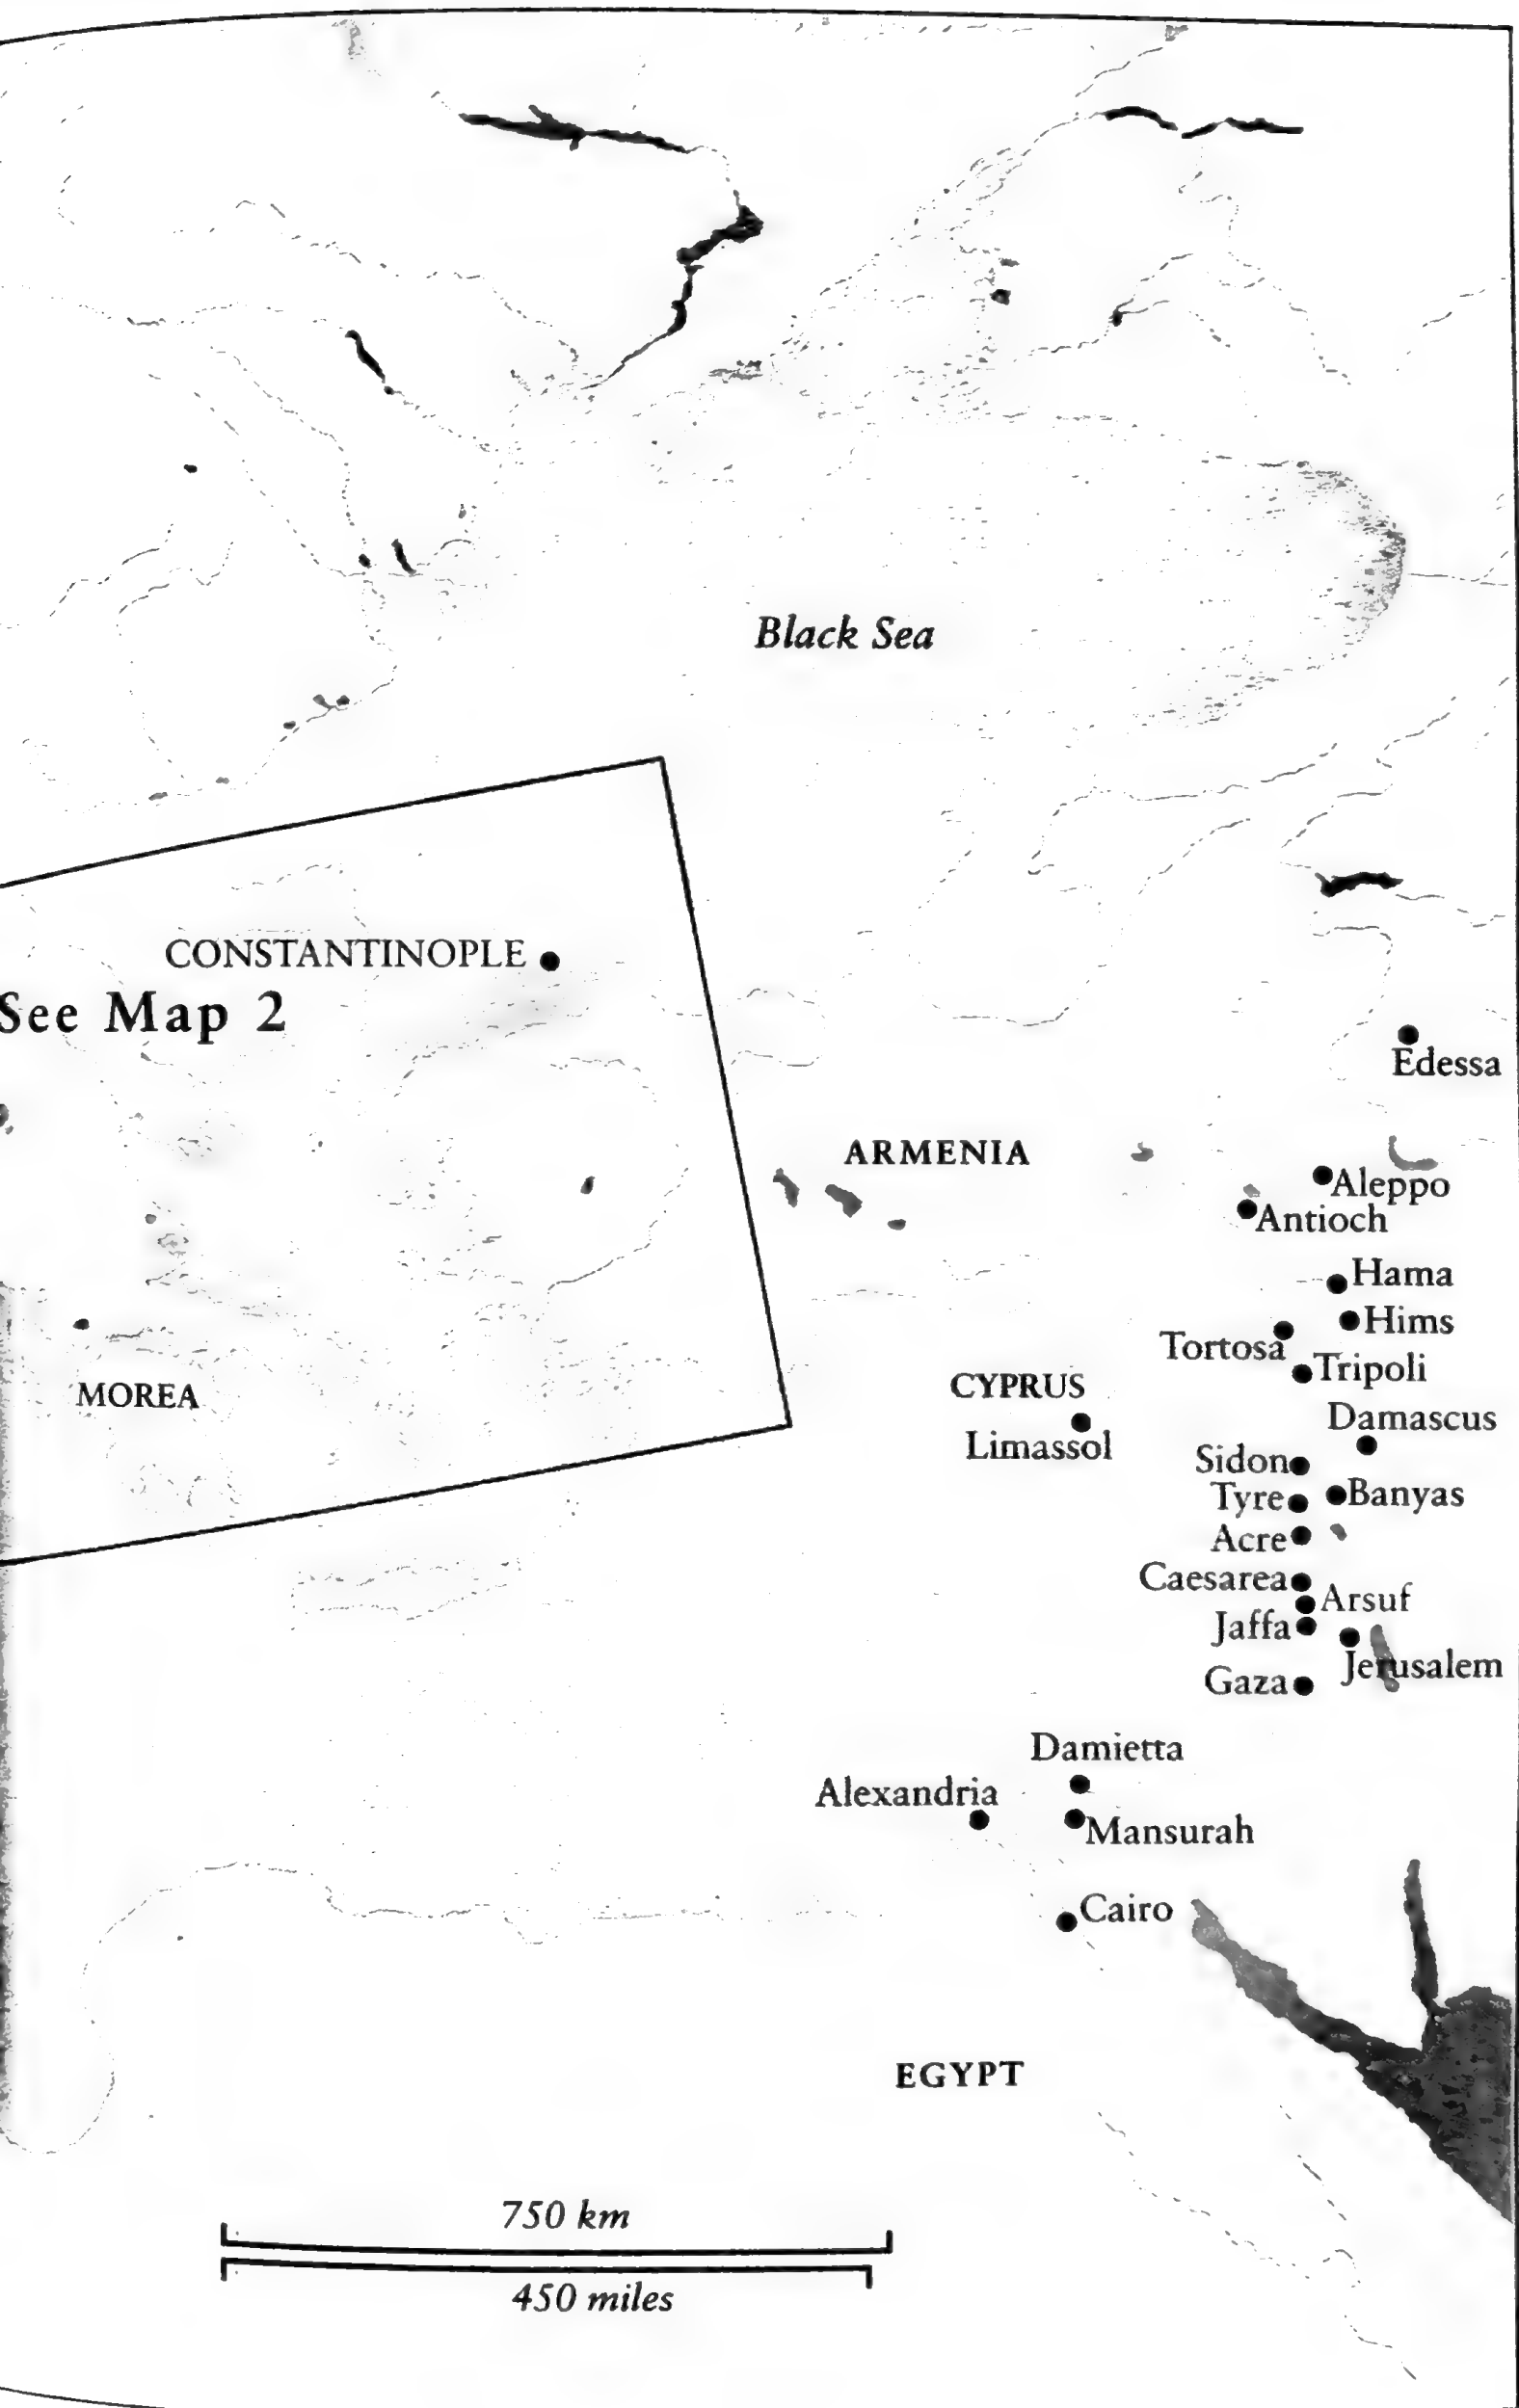 Black Sea
CONSTANTINOPLE
See Map 2
Edessa
ARMENIA
Aleppo
Antioch
Hama
Hims
Tortosa
Tripoli
MOREA
CYPRUS
Limassol
Damascus
Sidon
Tyre
Banyas
Acre
Caesarea
Arsuf
Jaffa
Jerusalem
Gaza
Damietta
Alexandria
Mansurah
Cairo
EGYPT
750 km
450 miles